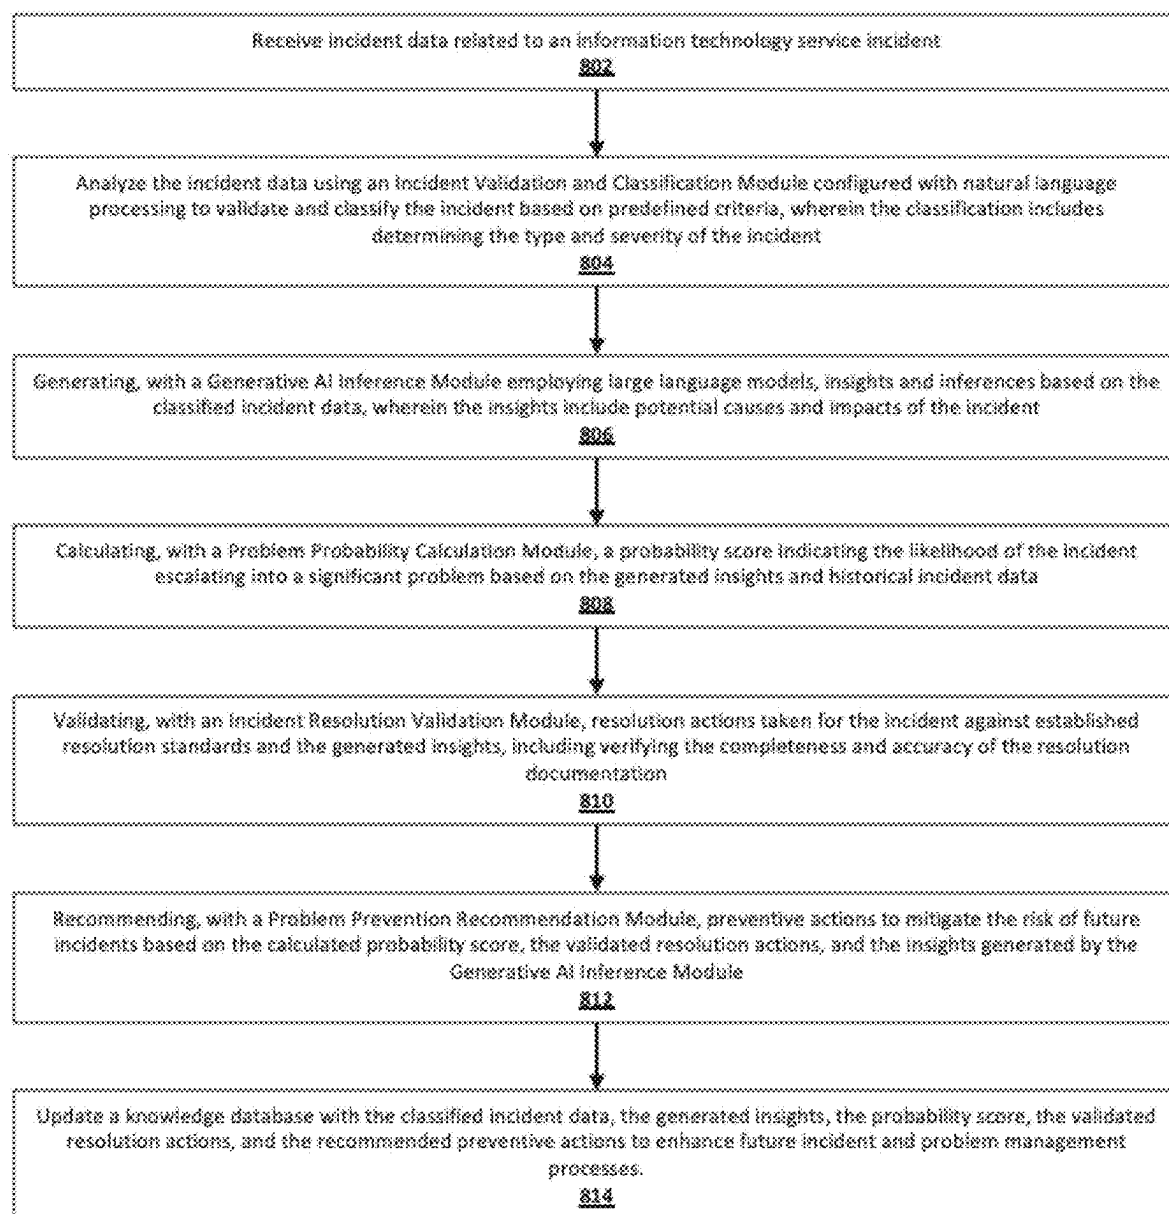 Receive incident data related to an information technology service incident
802
Analyze the incident data using an Incident Validation and Classification Module configured with natural language
processing to validate and classify the incident based on predefined criteria, wherein the classification includes
determining the type and severity of the incident
804
Generating, with a Generative AI Inference Module employing large language models, insights and inferences based on the
classified incident data, wherein the insights include potential causes and impacts of the incident
806
Calculating, with a Problem Probability Calculation Module, a probability score indicating the likelihood of the incident
escalating into a significant problem based on the generated insights and historical incident data
808
Validating, with an Incident Resolution Validation Module, resolution actions taken for the incident against established
resolution standards and the generated insights, including verifying the completeness and accuracy of the resolution
documentation
810
Recommending, with a Problem Prevention Recommendation Module, preventive actions to mitigate the risk of future
incidents based on the calculated probability score, the validated resolution actions, and the insights generated by the
Generative AI Inference Module
812
Update a knowledge database with the classified incident data, the generated insights, the probability score, the validated
resolution actions, and the recommended preventive actions to enhance future incident and problem management
processes.
814